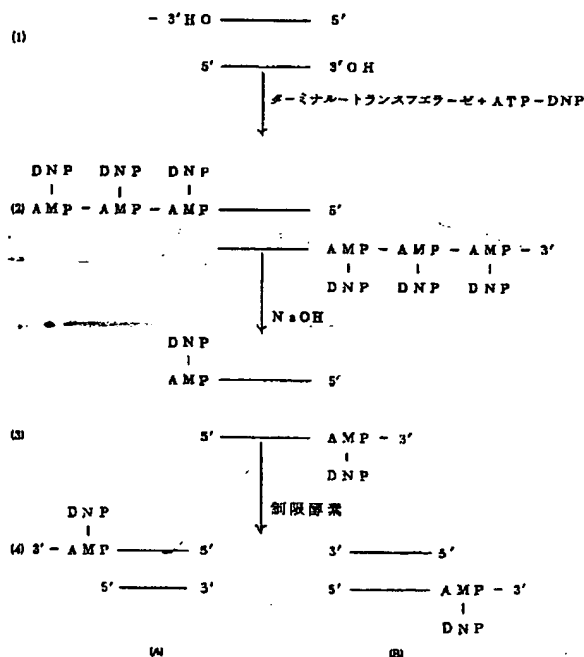 - 3'HO 5'
(1)
5' 3'OH
ターミナルートランスフエラーゼ+ATP-DNP
DNP DNP DNP
(2) AMP - AMP - AMP 5'
AMP - AMP - AMP - 3'
DNP DNP DNP
NaOH
DNP
AMP 5'
(3) 5' AMP - 3'
DNP
制限酵素
DNP
(4) 3' - AMP 5' 3' 5'
5' 3' 5' AMP - 3'
DNP
(A) (B)